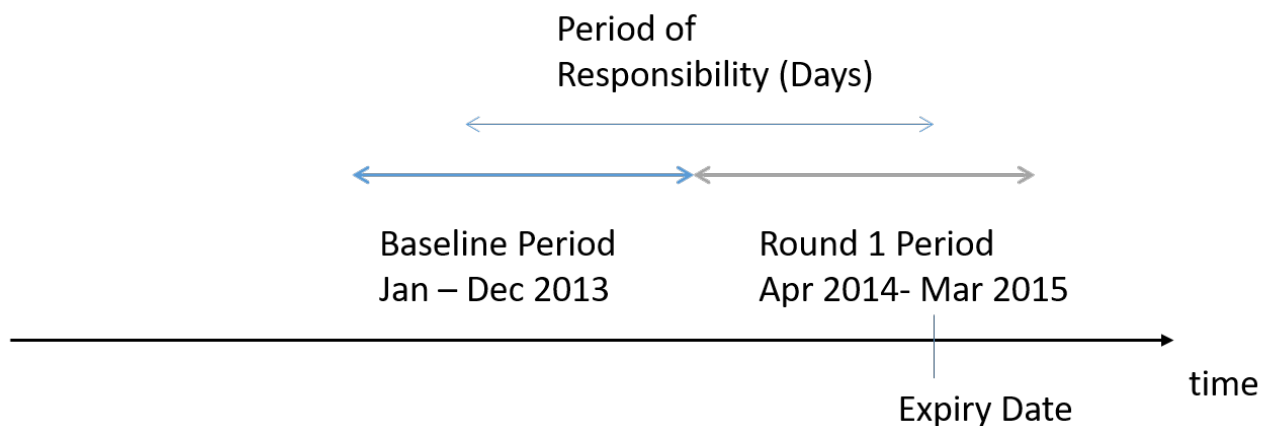 Period of
Responsibility (Days)
Baseline Period
Jan – Dec 2013
Round 1 Period
Apr 2014- Mar 2015
time
Expiry Date